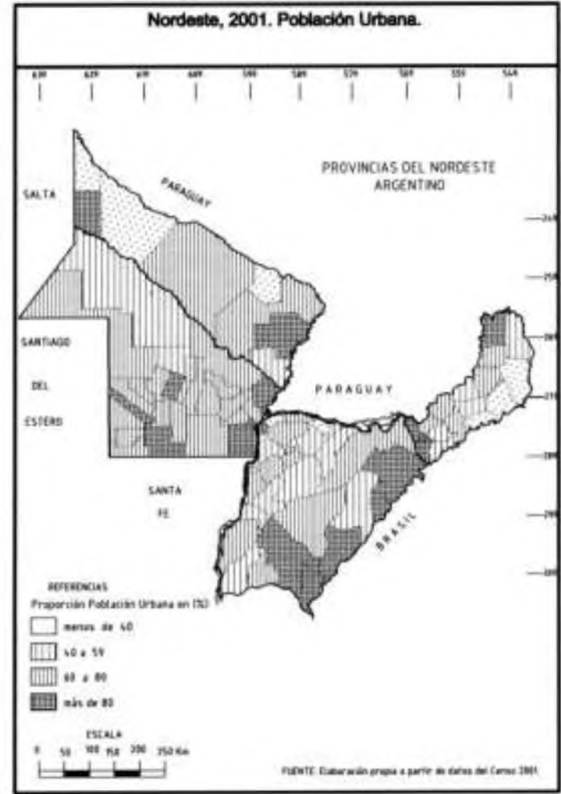 Nordeste, 2001. Población Urbana.
PROVINCIAS DEL NORDESTE
ARGENTINO
SALTA
PARAGUAY
SANTIAGO
DEL
ESTERO
PARAGUAY
SANTA
FE
BRASIL
REFERENCIAS
Proporción Población Urbana en (%)
menos de 40
40 a 59
60 a 80
más de 80
ESCALA
0 50 100 150 200 250 Km
FUENTE: Elaboración propia a partir de datos del Censo 2001